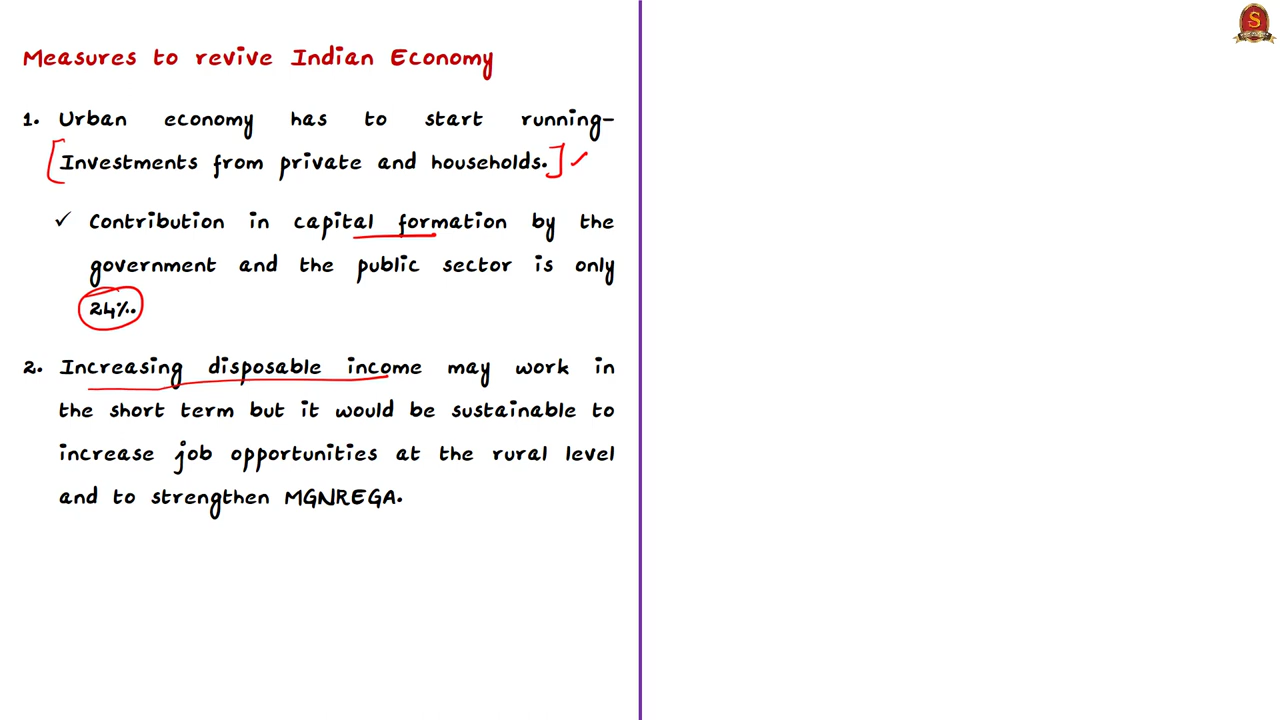 Measures to revive Indian Economy
1. Urban economy has to start running-
Investments from private and households.
✓ Contribution in capital formation by the
government and the public sector is only
24%.
2. Increasing disposable income may work in
the short term but it would be sustainable to
increase job opportunities at the rural level
and to strengthen MGNREGA.
S